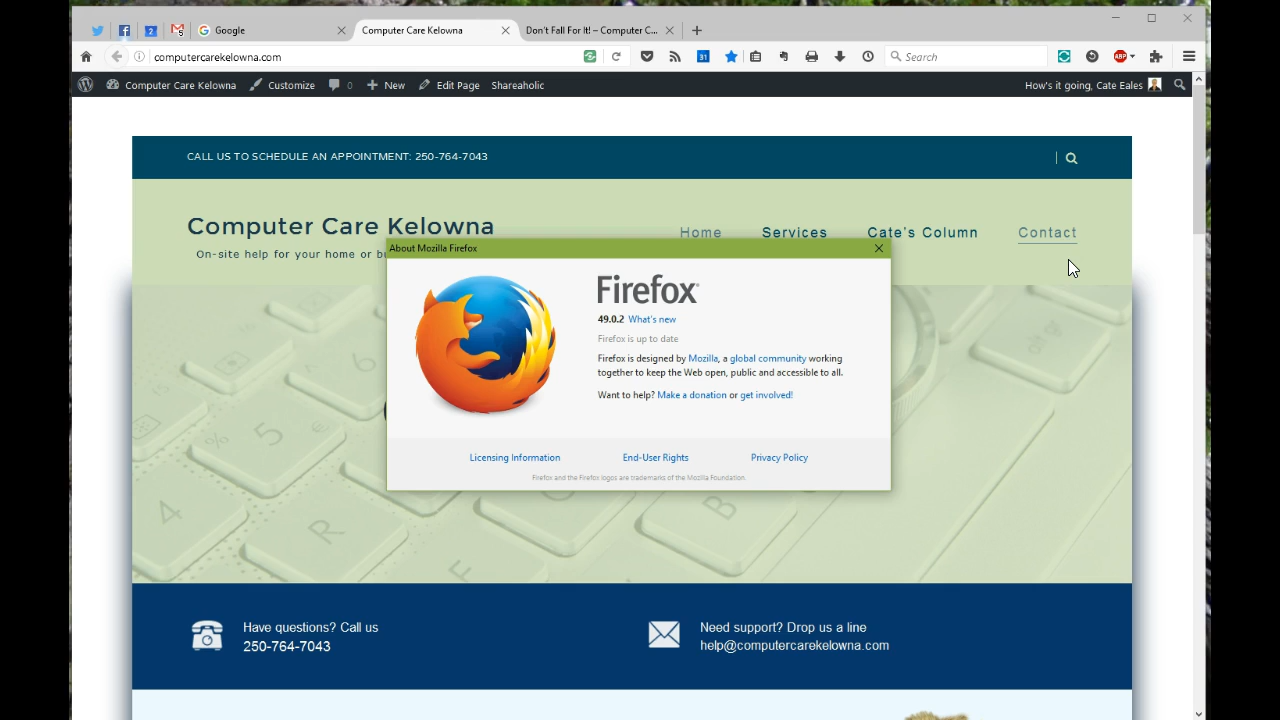 Google
Computer Care Kelowna
Don't Fall For It! – Computer C...
computercarekelowna.com
31
Search
ABP
Computer Care Kelowna
Customize
0
New
Edit Page
Shareaholic
How's it going, Cate Eales
CALL US TO SCHEDULE AN APPOINTMENT: 250-764-7043
Computer Care Kelowna
Home
Services
Cate's Column
Contact
On-site help for your home or bu
About Mozilla Firefox
Firefox
49.0.2 What's new
Firefox is up to date
Firefox is designed by Mozilla, a global community working
together to keep the Web open, public and accessible to all.
Want to help? Make a donation or get involved!
Licensing Information
End-User Rights
Privacy Policy
Firefox and the Firefox logos are trademarks of the Mozilla Foundation.
6
%
5
4
R
B
Have questions? Call us
250-764-7043
Need support? Drop us a line
help@computercarekelowna.com